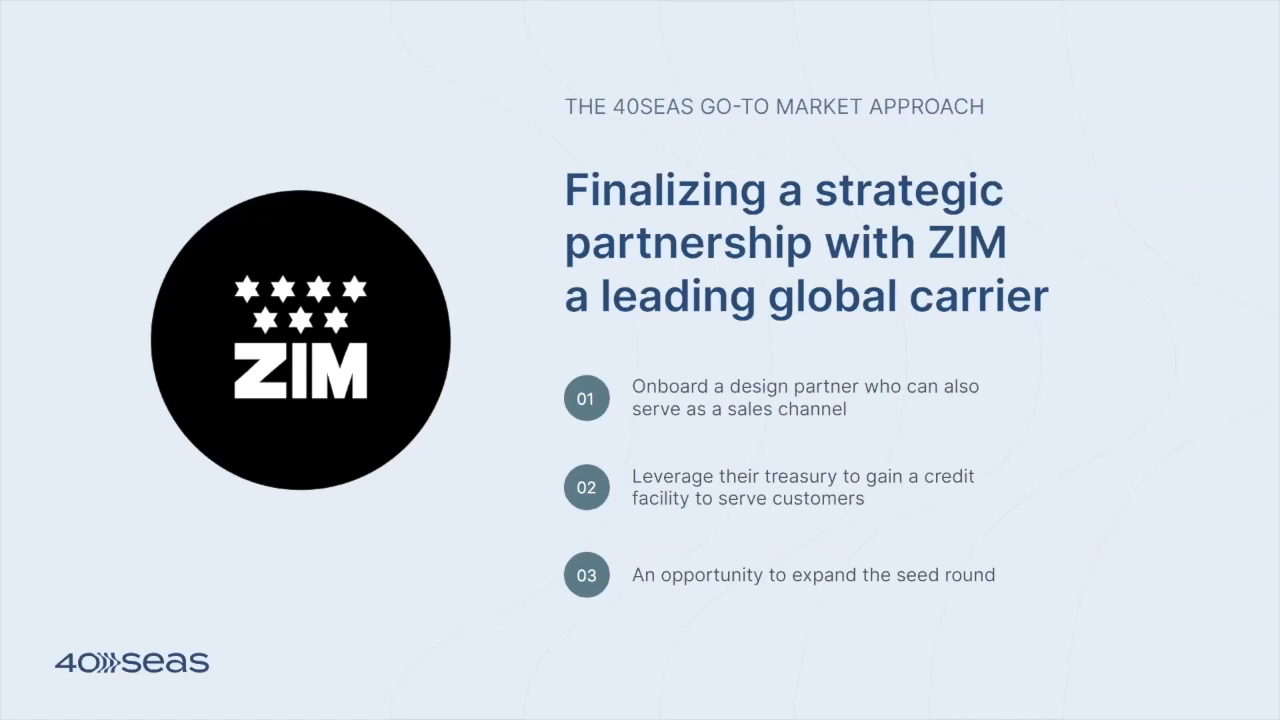 THE 40SEAS GO-TO MARKET APPROACH
Finalizing a strategic
partnership with ZIM
a leading global carrier
ZIM
01
Onboard a design partner who can also
serve as a sales channel
02
Leverage their treasury to gain a credit
facility to serve customers
03
An opportunity to expand the seed round
40seas